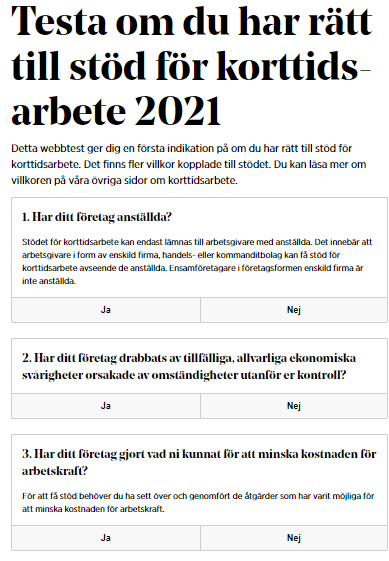 Testa om du har rätt
till stöd för korttids-
arbete 2021
Detta webbtest ger dig en första indikation på om du har rätt till stöd för
korttidsarbete. Det finns fler villkor kopplade till stödet. Du kan läsa mer om
villkoren på våra övriga sidor om korttidsarbete.
1. Har ditt företag anställda?
Stödet för korttidsarbete kan endast lämnas till arbetsgivare med anställda. Det innebär att
arbetsgivare i form av enskild firma, handels- eller kommanditbolag kan få stöd för
korttidsarbete avseende de anställda. Ensamföretagare i företagsformen enskild firma är
inte anställda.
Ja Nej
2. Har ditt företag drabbats av tillfälliga, allvarliga ekonomiska
svårigheter orsakade av omständigheter utanför er kontroll?
Ja Nej
3. Har ditt företag gjort vad ni kunnat för att minska kostnaden för
arbetskraft?
För att få stöd behöver du ha sett över och genomfört de åtgärder som har varit möjliga för
att minska kostnaden för arbetskraft.
Ja Nej